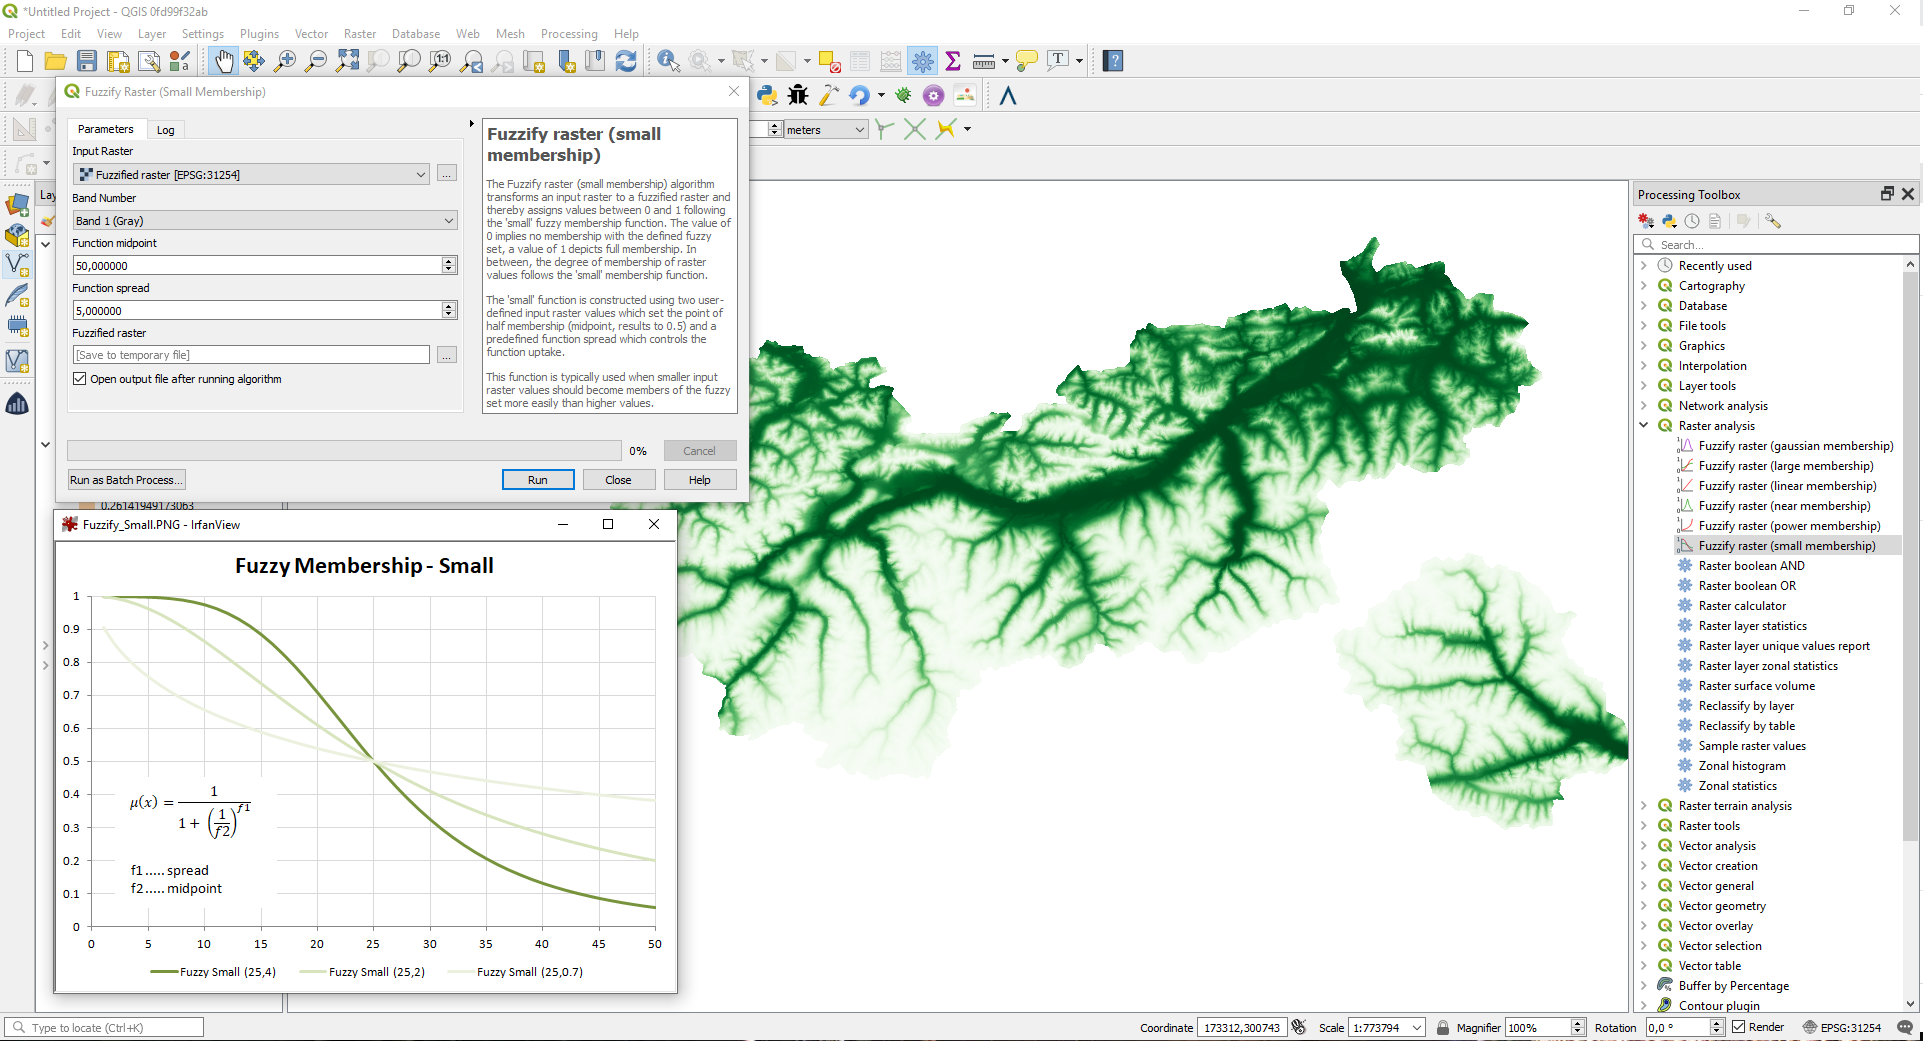 *Untitled Project - QGIS 0fd99f32ab
Project Edit View Layer Settings Plugins Vector Raster Database Web Mesh Processing Help
Fuzzify Raster (Small Membership)
Parameters
Log
Input Raster
Fuzzified raster [EPSG:31254]
...
Band Number
Band 1 (Gray)
Function midpoint
50,000000
Function spread
5,000000
Fuzzified raster
[Save to temporary file]
...
Open output file after running algorithm
Fuzzify raster (small
membership)
The Fuzzify raster (small membership) algorithm
transforms an input raster to a fuzzified raster and
thereby assigns values between 0 and 1 following
the 'small' fuzzy membership function. The value of
0 implies no membership with the defined fuzzy
set, a value of 1 depicts full membership. In
between, the degree of membership of raster
values follows the 'small' membership function.
The 'small' function is constructed using two user-
defined input raster values which set the point of
half membership (midpoint, results to 0.5) and a
predefined function spread which controls the
function uptake.
This function is typically used when smaller input
raster values should become members of the fuzzy
set more easily than higher values.
0%
Cancel
Run as Batch Process...
Run
Close
Help
meters
Lay
0.26141949173063
Fuzzify_Small.PNG - IrfanView
Fuzzy Membership - Small
1
0.9
0.8
0.7
0.6
0.5
0.4
0.3
0.2
0.1
0
0 5 10 15 20 25 30 35 40 45 50
μ(x) = 1 / (1 + (1/f2)^f1)
f1 ..... spread
f2 ..... midpoint
Fuzzy Small (25,4) Fuzzy Small (25,2) Fuzzy Small (25,0.7)
Processing Toolbox
Search...
Recently used
Cartography
Database
File tools
Graphics
Interpolation
Layer tools
Network analysis
Raster analysis
Fuzzify raster (gaussian membership)
Fuzzify raster (large membership)
Fuzzify raster (linear membership)
Fuzzify raster (near membership)
Fuzzify raster (power membership)
Fuzzify raster (small membership)
Raster boolean AND
Raster boolean OR
Raster calculator
Raster layer statistics
Raster layer unique values report
Raster layer zonal statistics
Raster surface volume
Reclassify by layer
Reclassify by table
Sample raster values
Zonal histogram
Zonal statistics
Raster terrain analysis
Raster tools
Vector analysis
Vector creation
Vector general
Vector geometry
Vector overlay
Vector selection
Vector table
Buffer by Percentage
Contour plugin
Type to locate (Ctrl+K)
Coordinate 173312,300743 Scale 1:773794 Magnifier 100% Rotation 0,0 ° Render EPSG:31254